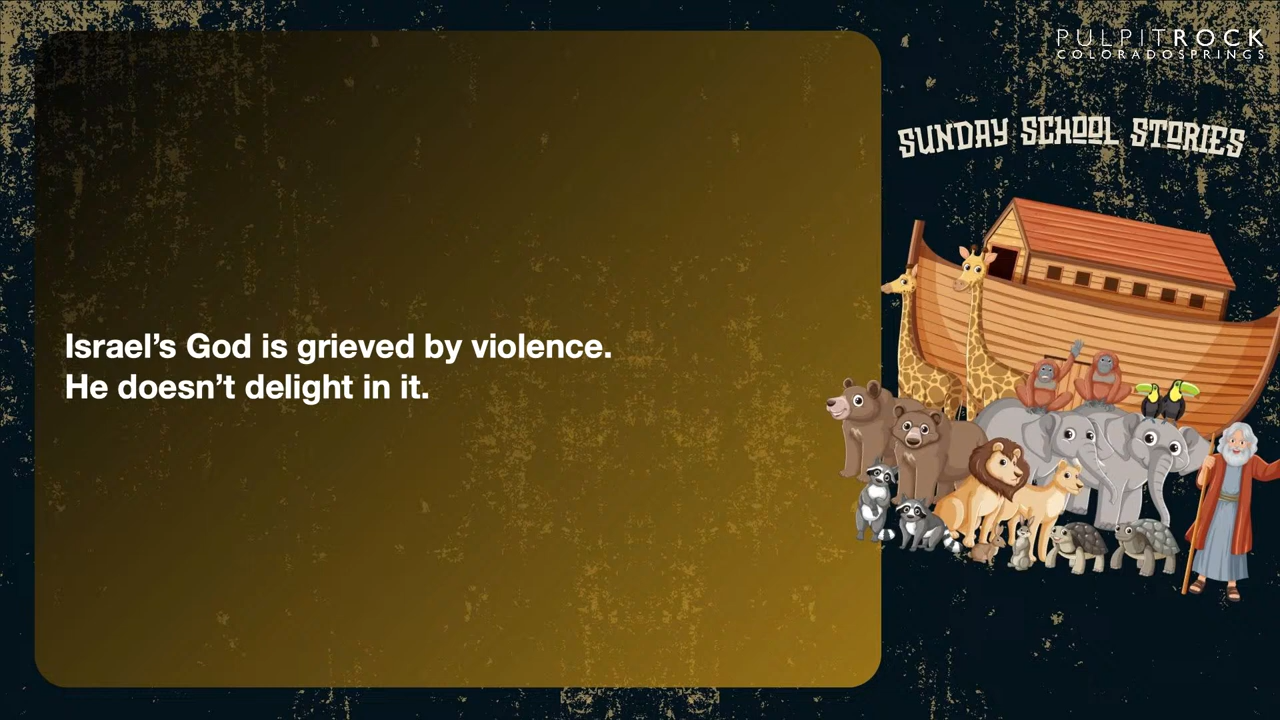 PULPITROCK
COLORADOSPRINGS
SUNDAY SCHOOL STORIES
Israel’s God is grieved by violence.
He doesn’t delight in it.